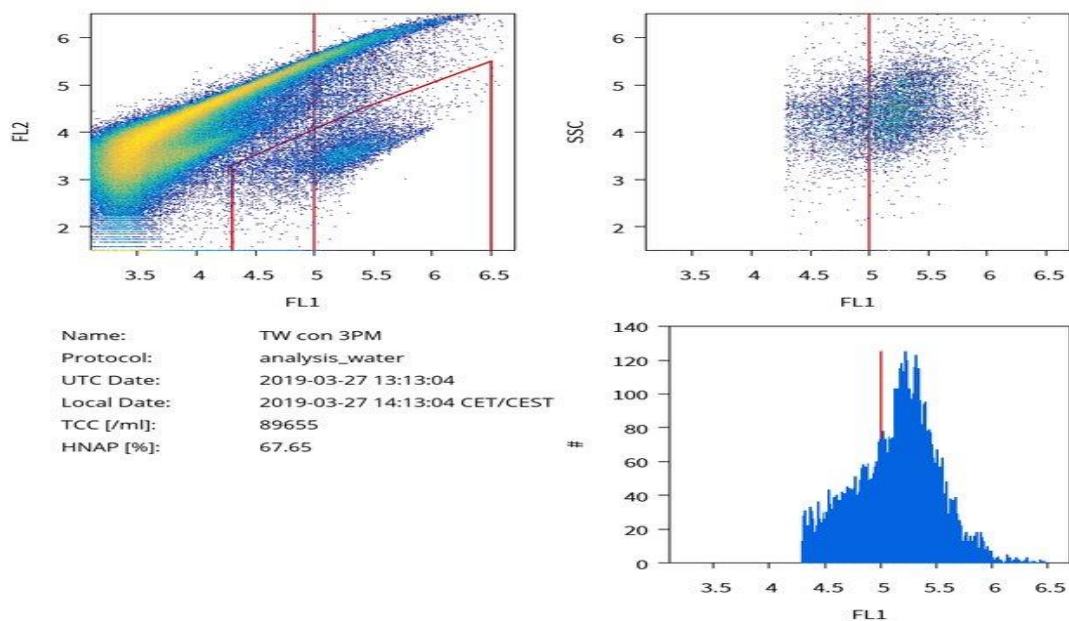 6
5
4
3
2
FL2
3.5 4 4.5 5 5.5 6 6.5
FL1
6
5
4
3
2
SSC
3.5 4 4.5 5 5.5 6 6.5
FL1
Name: TW con 3PM
Protocol: analysis_water
UTC Date: 2019-03-27 13:13:04
Local Date: 2019-03-27 14:13:04 CET/CEST
TCC [/ml]: 89655
HNAP [%]: 67.65
140
120
100
80
60
40
20
0
#
3.5 4 4.5 5 5.5 6 6.5
FL1